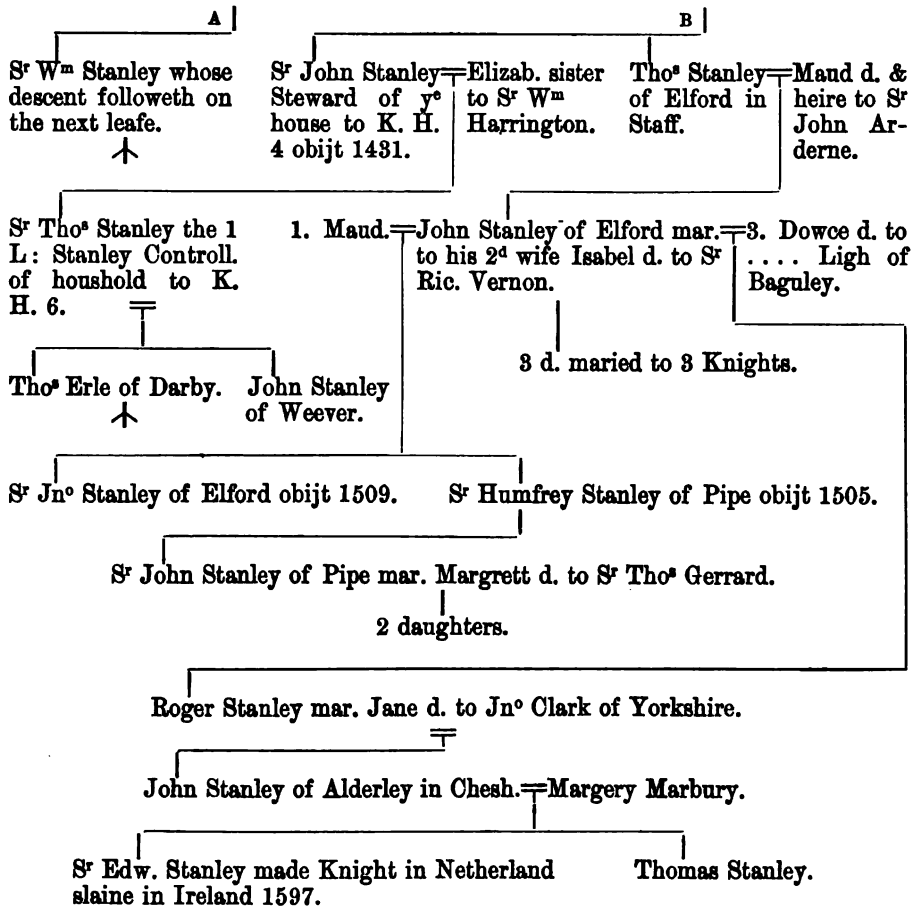 A
B
Sr Wm Stanley whose
descent followeth on
the next leafe.
Sr John Stanley
Steward of ye
house to K. H.
4 obijt 1431.
Elizab. sister
to Sr Wm
Harrington.
Thos Stanley
of Elford in
Staff.
Maud d. &
heire to Sr
John Ar-
derne.
Sr Thos Stanley the 1
L: Stanley Controll.
of houshold to K.
H. 6.
1. Maud.
John Stanley of Elford mar.
to his 2d wife Isabel d. to Sr
Ric. Vernon.
3. Dowce d. to
.... Ligh of
Baguley.
3 d. maried to 3 Knights.
Thos Erle of Darby.
John Stanley
of Weever.
Sr Jno Stanley of Elford obijt 1509.
Sr Humfrey Stanley of Pipe obijt 1505.
Sr John Stanley of Pipe mar. Margrett d. to Sr Thos Gerrard.
2 daughters.
Roger Stanley mar. Jane d. to Jno Clark of Yorkshire.
John Stanley of Alderley in Chesh.
Margery Marbury.
Sr Edw. Stanley made Knight in Netherland
slaine in Ireland 1597.
Thomas Stanley.